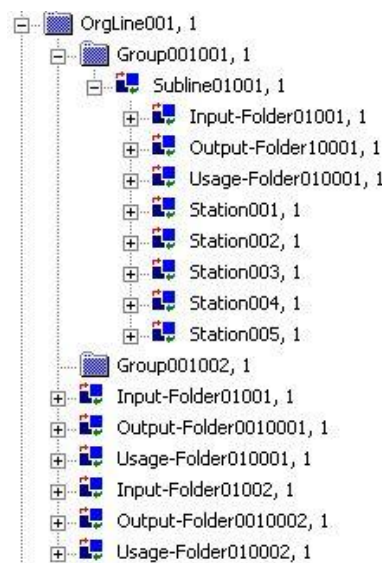 OrgLine001, 1
Group001001, 1
Subline01001, 1
Input-Folder01001, 1
Output-Folder10001, 1
Usage-Folder010001, 1
Station001, 1
Station002, 1
Station003, 1
Station004, 1
Station005, 1
Group001002, 1
Input-Folder01001, 1
Output-Folder0010001, 1
Usage-Folder010001, 1
Input-Folder01002, 1
Output-Folder0010002, 1
Usage-Folder010002, 1